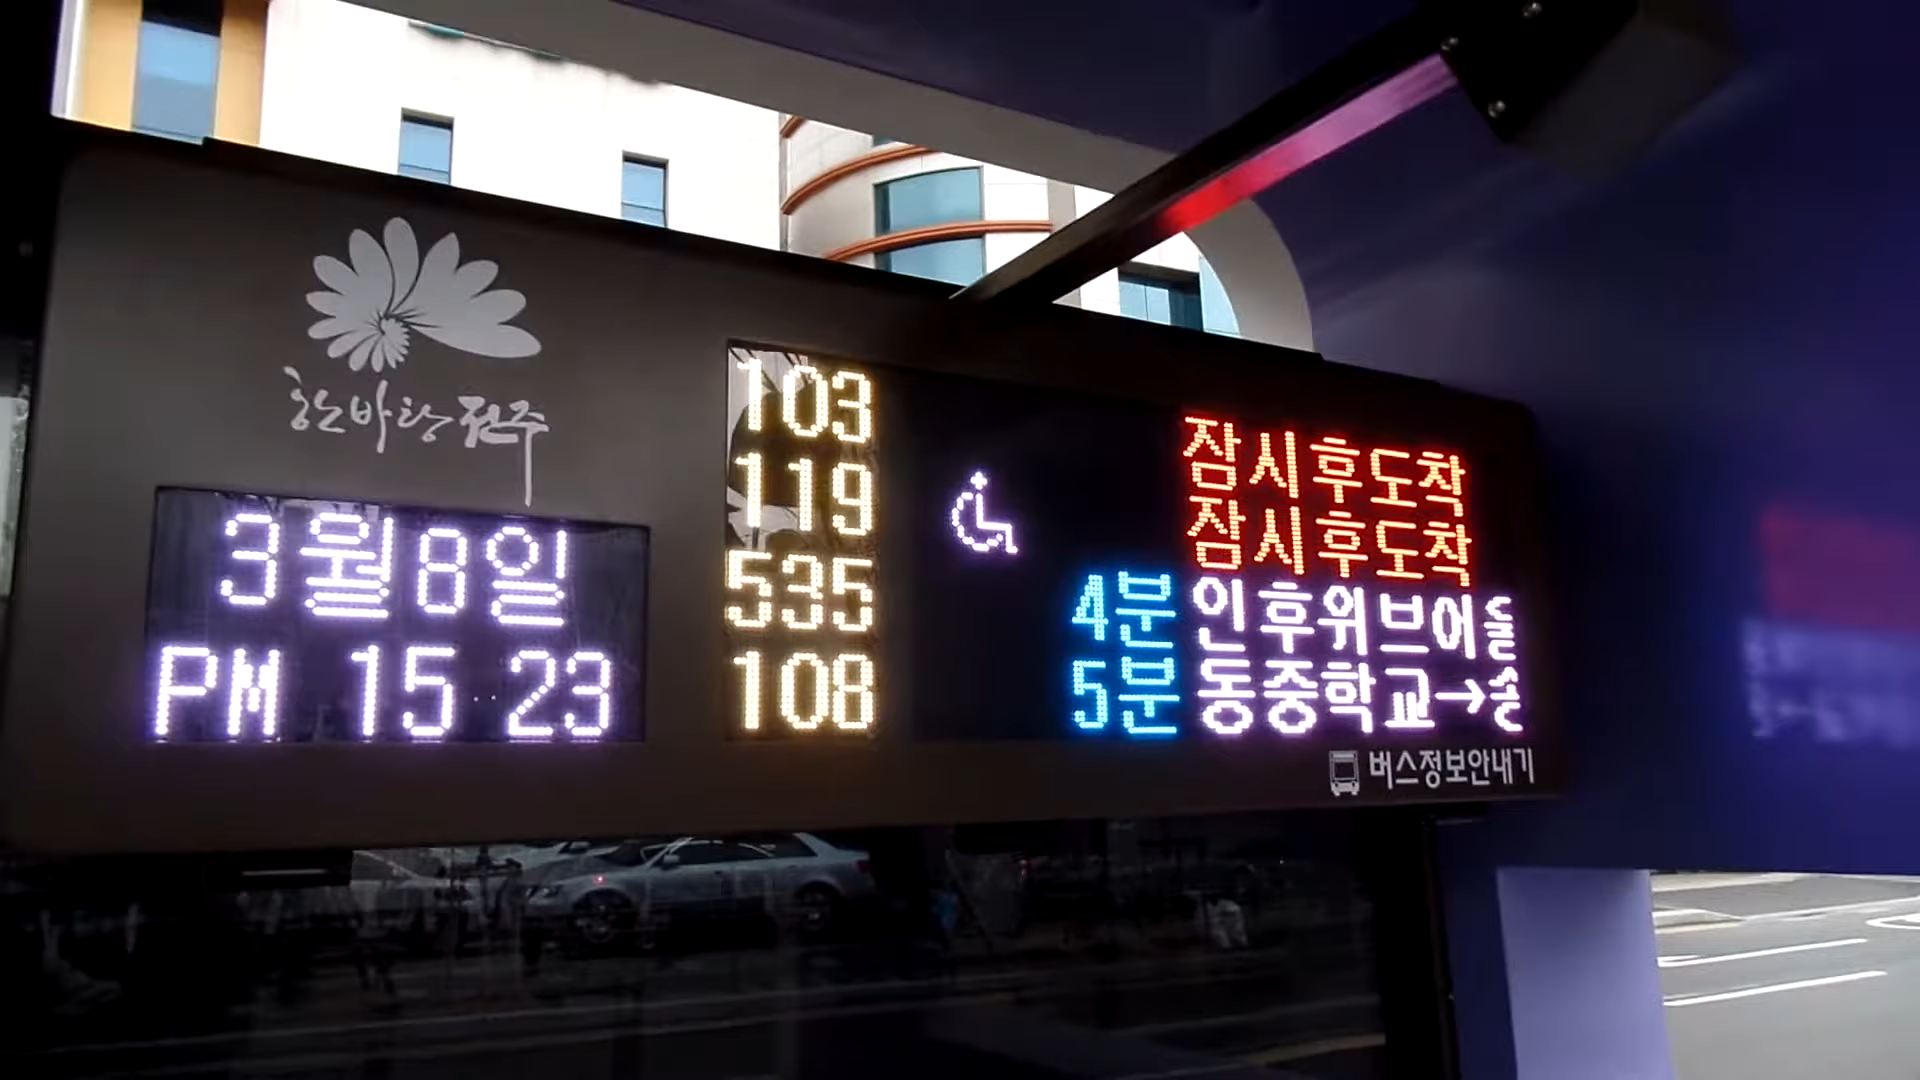 한바탕전주
3월8일
PM 15:23
103 잠시후도착
119 잠시후도착
535 4분 인후위브어울
108 5분 동중학교→송
버스정보안내기